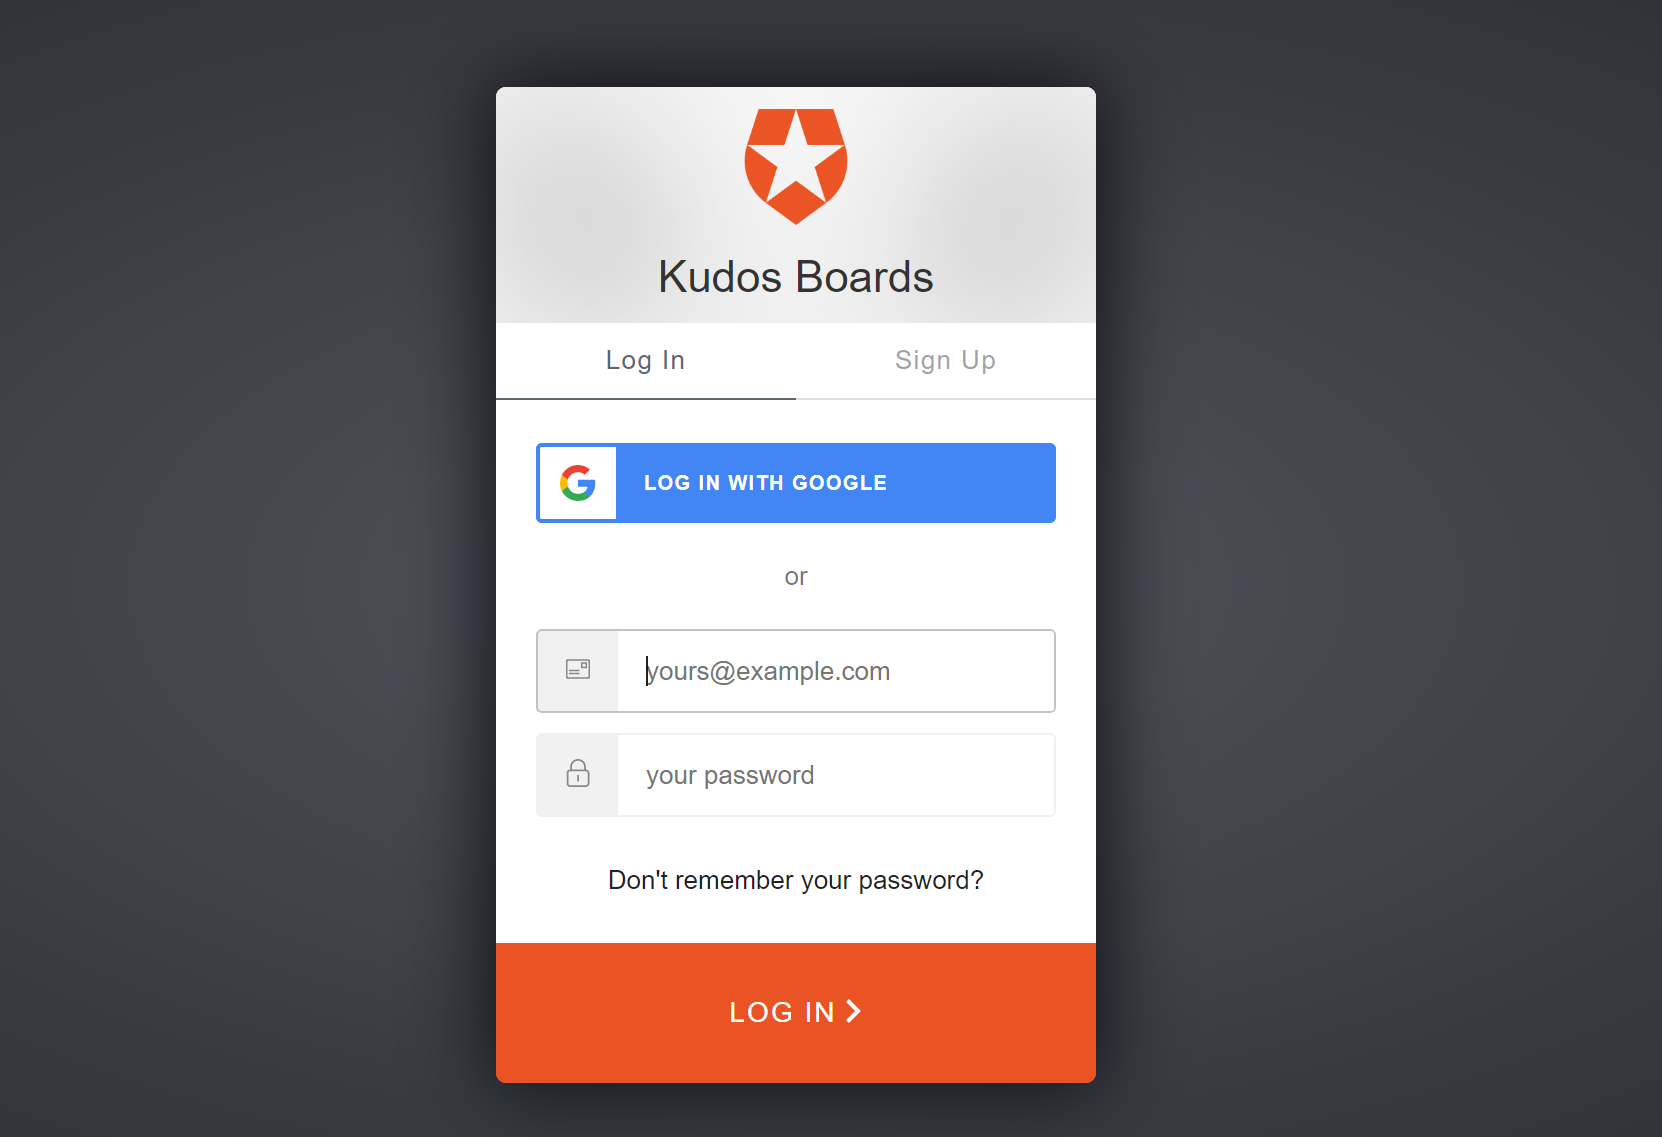 Kudos Boards
Log In
Sign Up
LOG IN WITH GOOGLE
or
yours@example.com
your password
Don't remember your password?
LOG IN